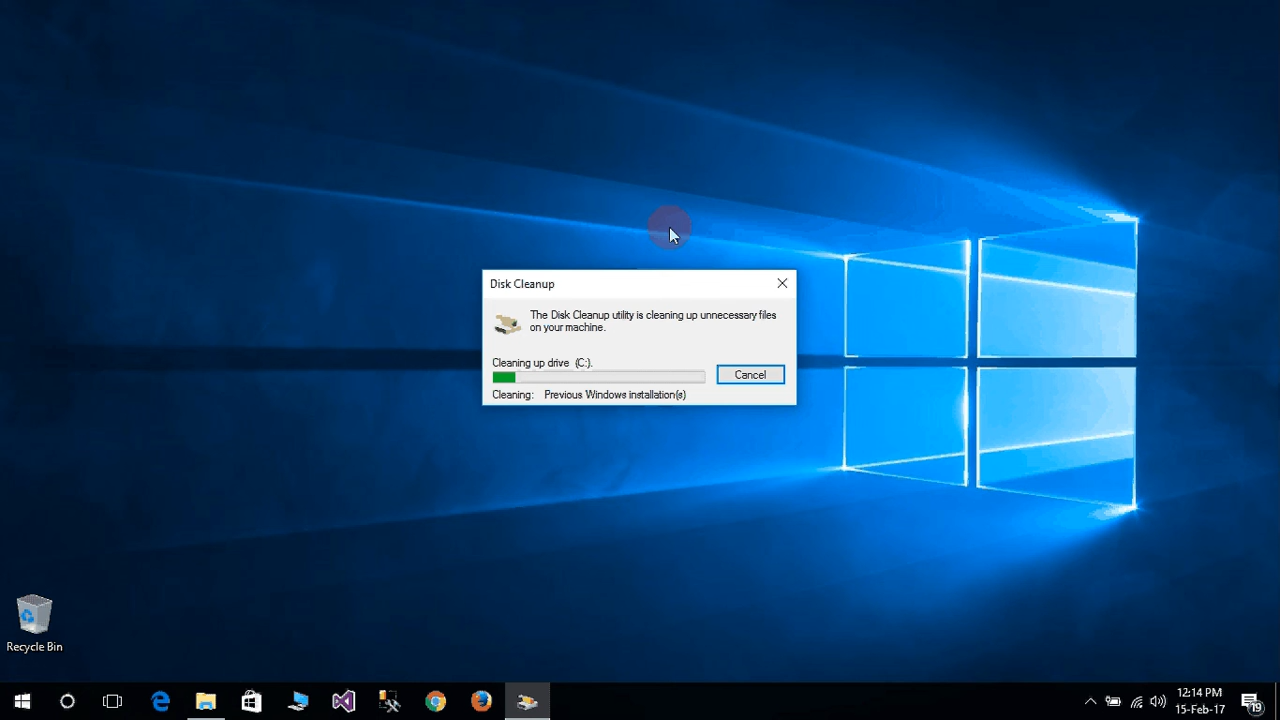 Disk Cleanup
The Disk Cleanup utility is cleaning up unnecessary files
on your machine.
Cleaning up drive (C:).
Cancel
Cleaning: Previous Windows installation(s)
Recycle Bin
12:14 PM
15-Feb-17
19